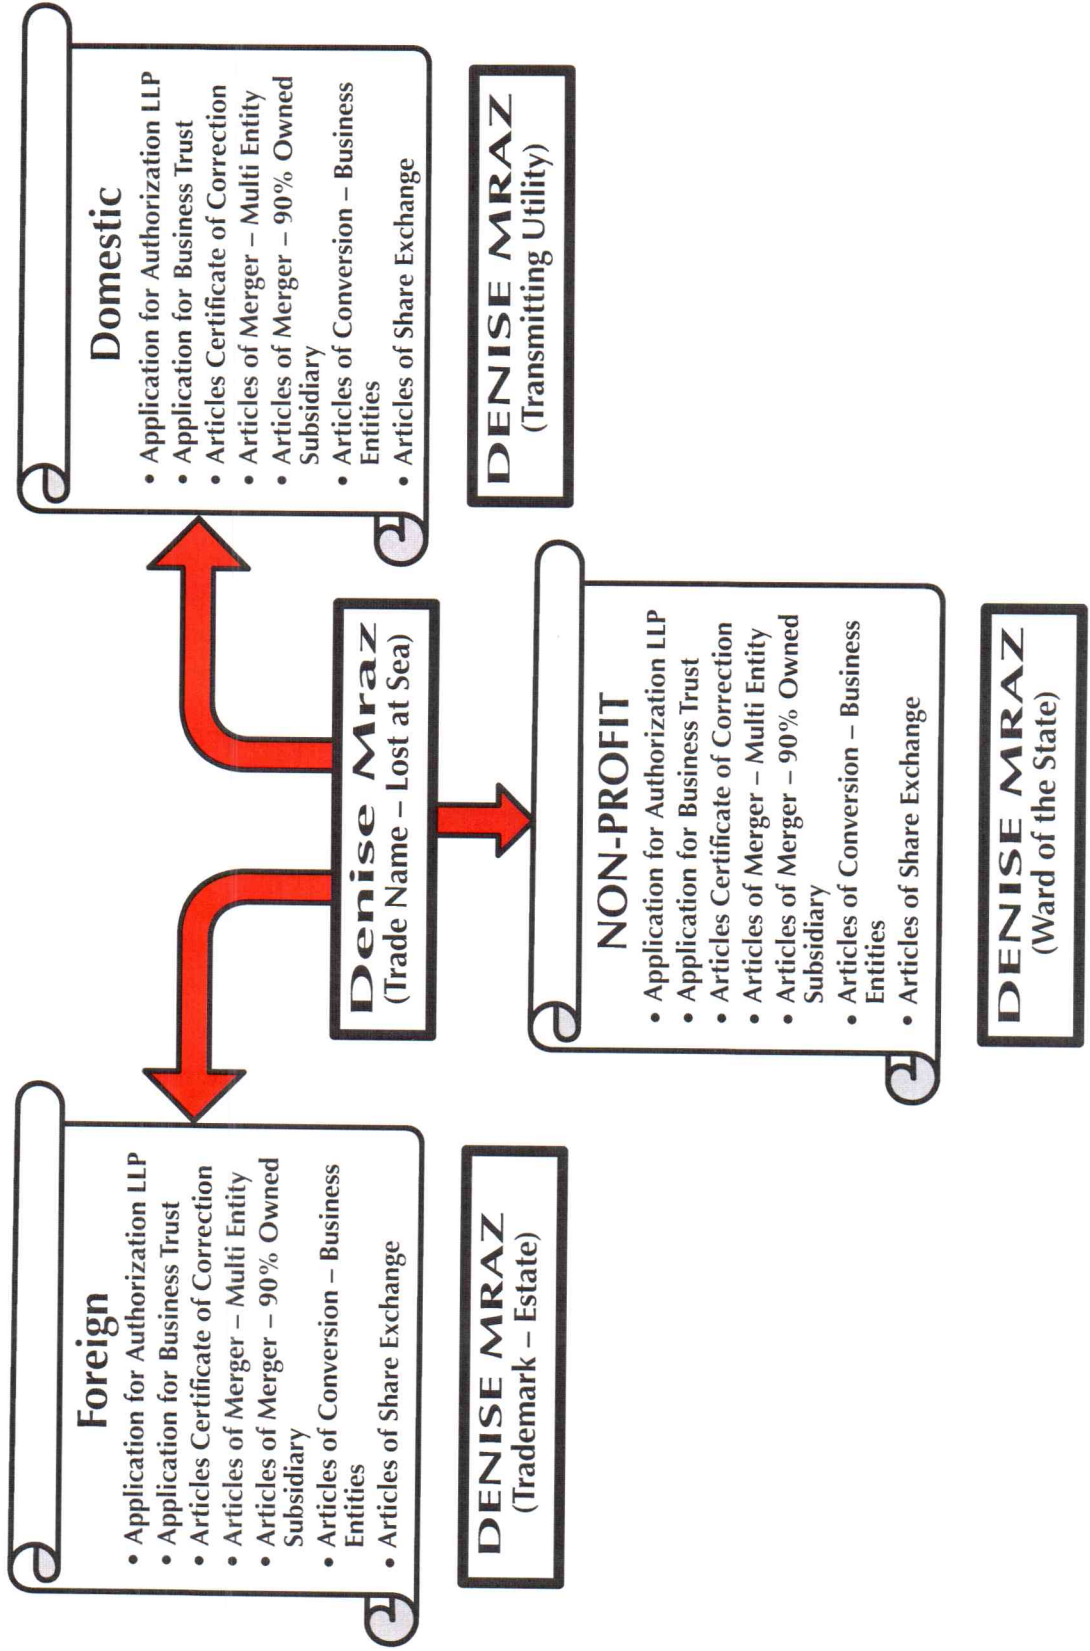 Foreign
• Application for Authorization LLP
• Application for Business Trust
• Articles Certificate of Correction
• Articles of Merger – Multi Entity
• Articles of Merger – 90% Owned
Subsidiary
• Articles of Conversion – Business
Entities
• Articles of Share Exchange
DENISE MRAZ
(Trademark – Estate)
Denise Mraz
(Trade Name – Lost at Sea)
Domestic
• Application for Authorization LLP
• Application for Business Trust
• Articles Certificate of Correction
• Articles of Merger – Multi Entity
• Articles of Merger – 90% Owned
Subsidiary
• Articles of Conversion – Business
Entities
• Articles of Share Exchange
DENISE MRAZ
(Transmitting Utility)
NON-PROFIT
• Application for Authorization LLP
• Application for Business Trust
• Articles Certificate of Correction
• Articles of Merger – Multi Entity
• Articles of Merger – 90% Owned
Subsidiary
• Articles of Conversion – Business
Entities
• Articles of Share Exchange
DENISE MRAZ
(Ward of the State)